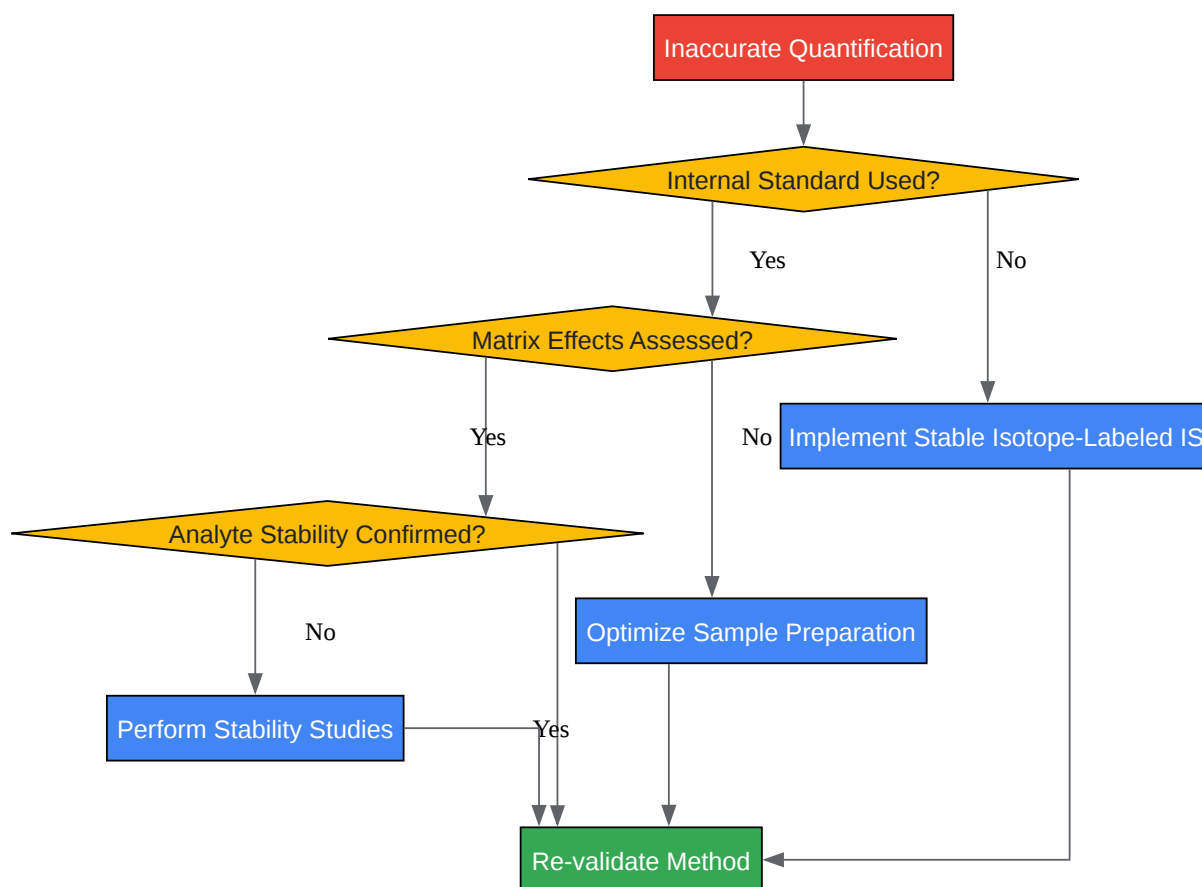 Inaccurate Quantification
Internal Standard Used?
Yes
No
Matrix Effects Assessed?
Yes
No
Implement Stable Isotope-Labeled IS
Analyte Stability Confirmed?
No
Optimize Sample Preparation
Perform Stability Studies
Yes
Re-validate Method